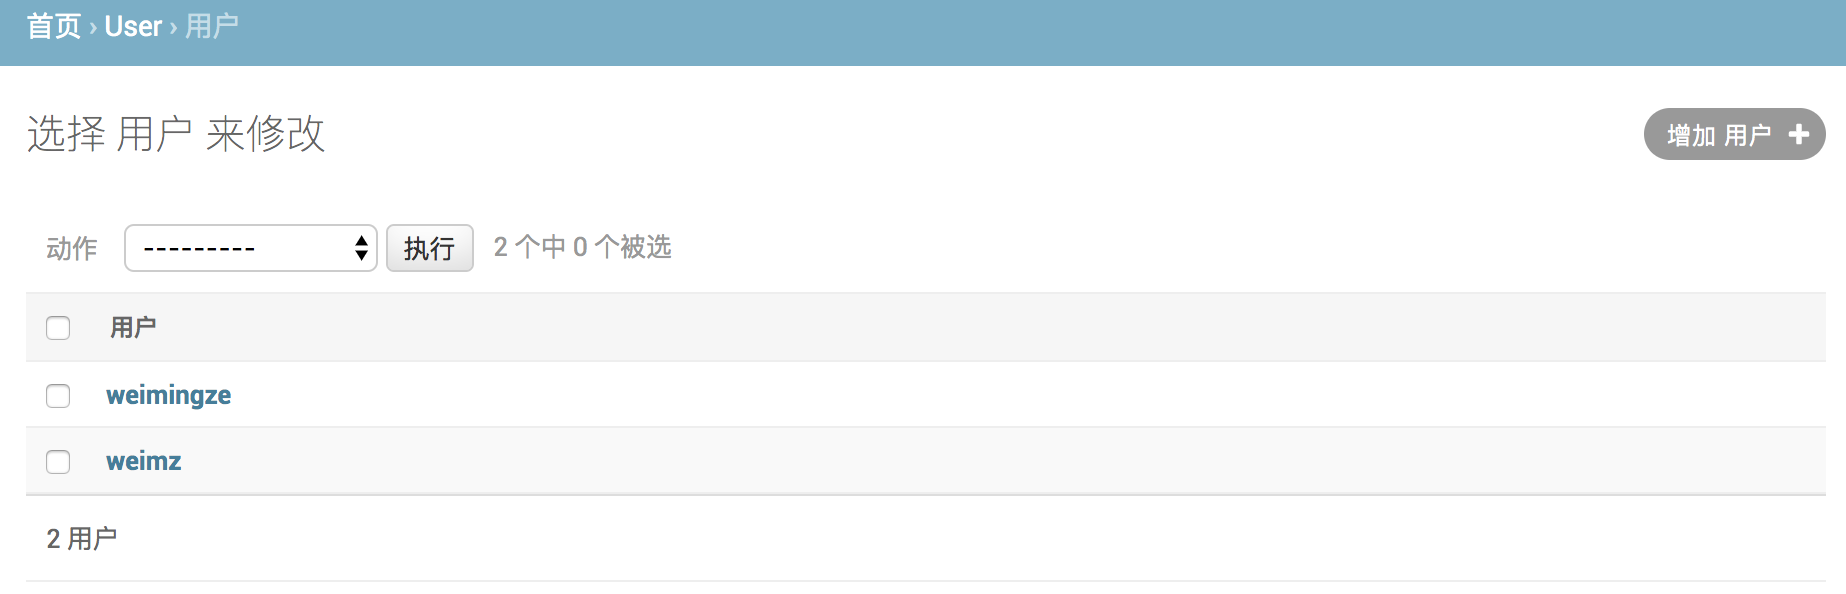 首页 › User › 用户
选择 用户 来修改
增加 用户 +
动作 --------- 执行 2 个中 0 个被选
用户
weimingze
weimz
2 用户